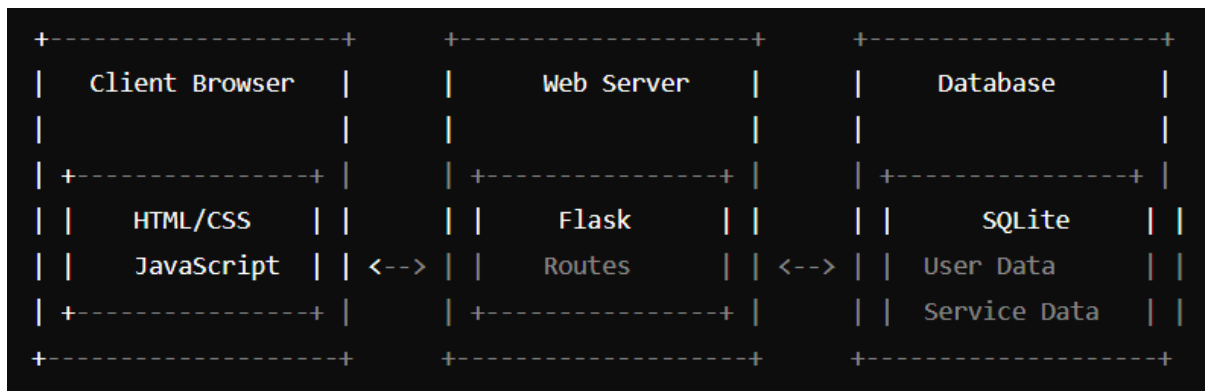 +--------------------+      +--------------------+      +--------------------+
|   Client Browser   |      |      Web Server    |      |     Database       |
|                    |      |                    |      |                    |
| +----------------+ |      | +----------------+ |      | +----------------+ |
| |    HTML/CSS    | |      | |     Flask      | |      | |      SQLite     | |
| |    JavaScript  | | <--> | |    Routes      | | <--> | |  User Data      | |
| +----------------+ |      | +----------------+ |      | |  Service Data   | |
+--------------------+      +--------------------+      +--------------------+